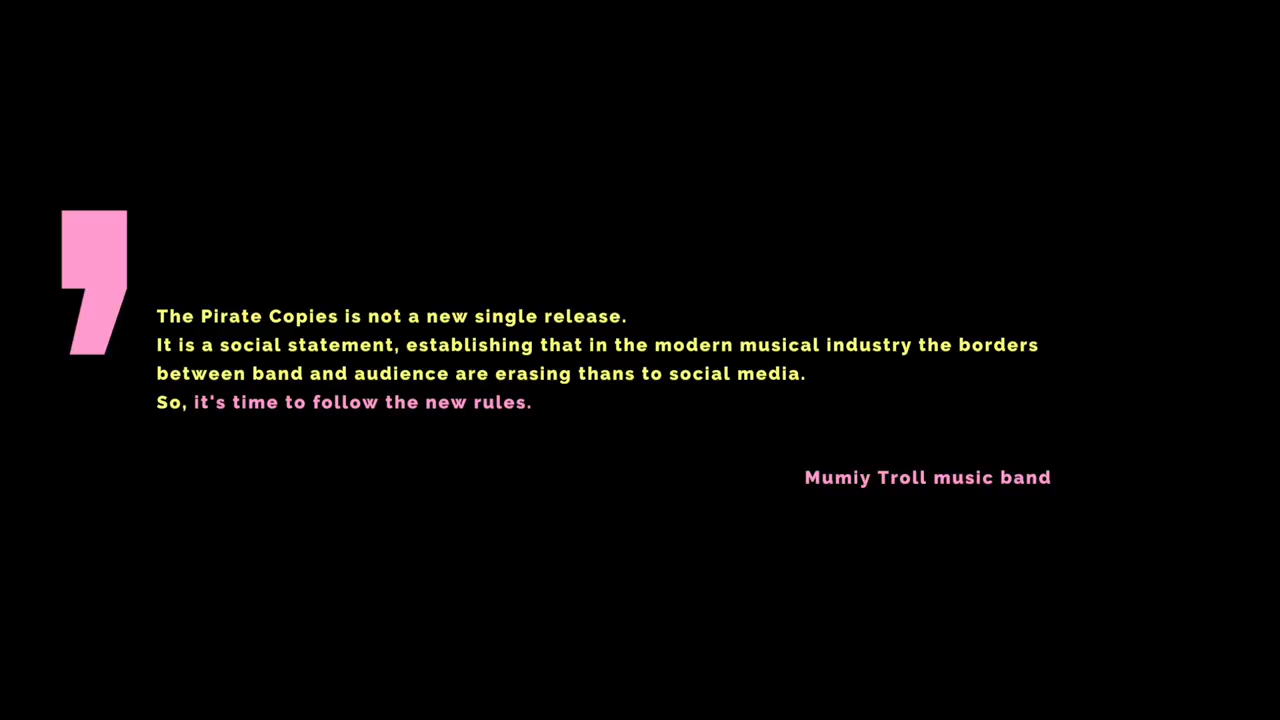 ,
The Pirate Copies is not a new single release.
It is a social statement, establishing that in the modern musical industry the borders
between band and audience are erasing thans to social media.
So, it's time to follow the new rules.
Mumiy Troll music band